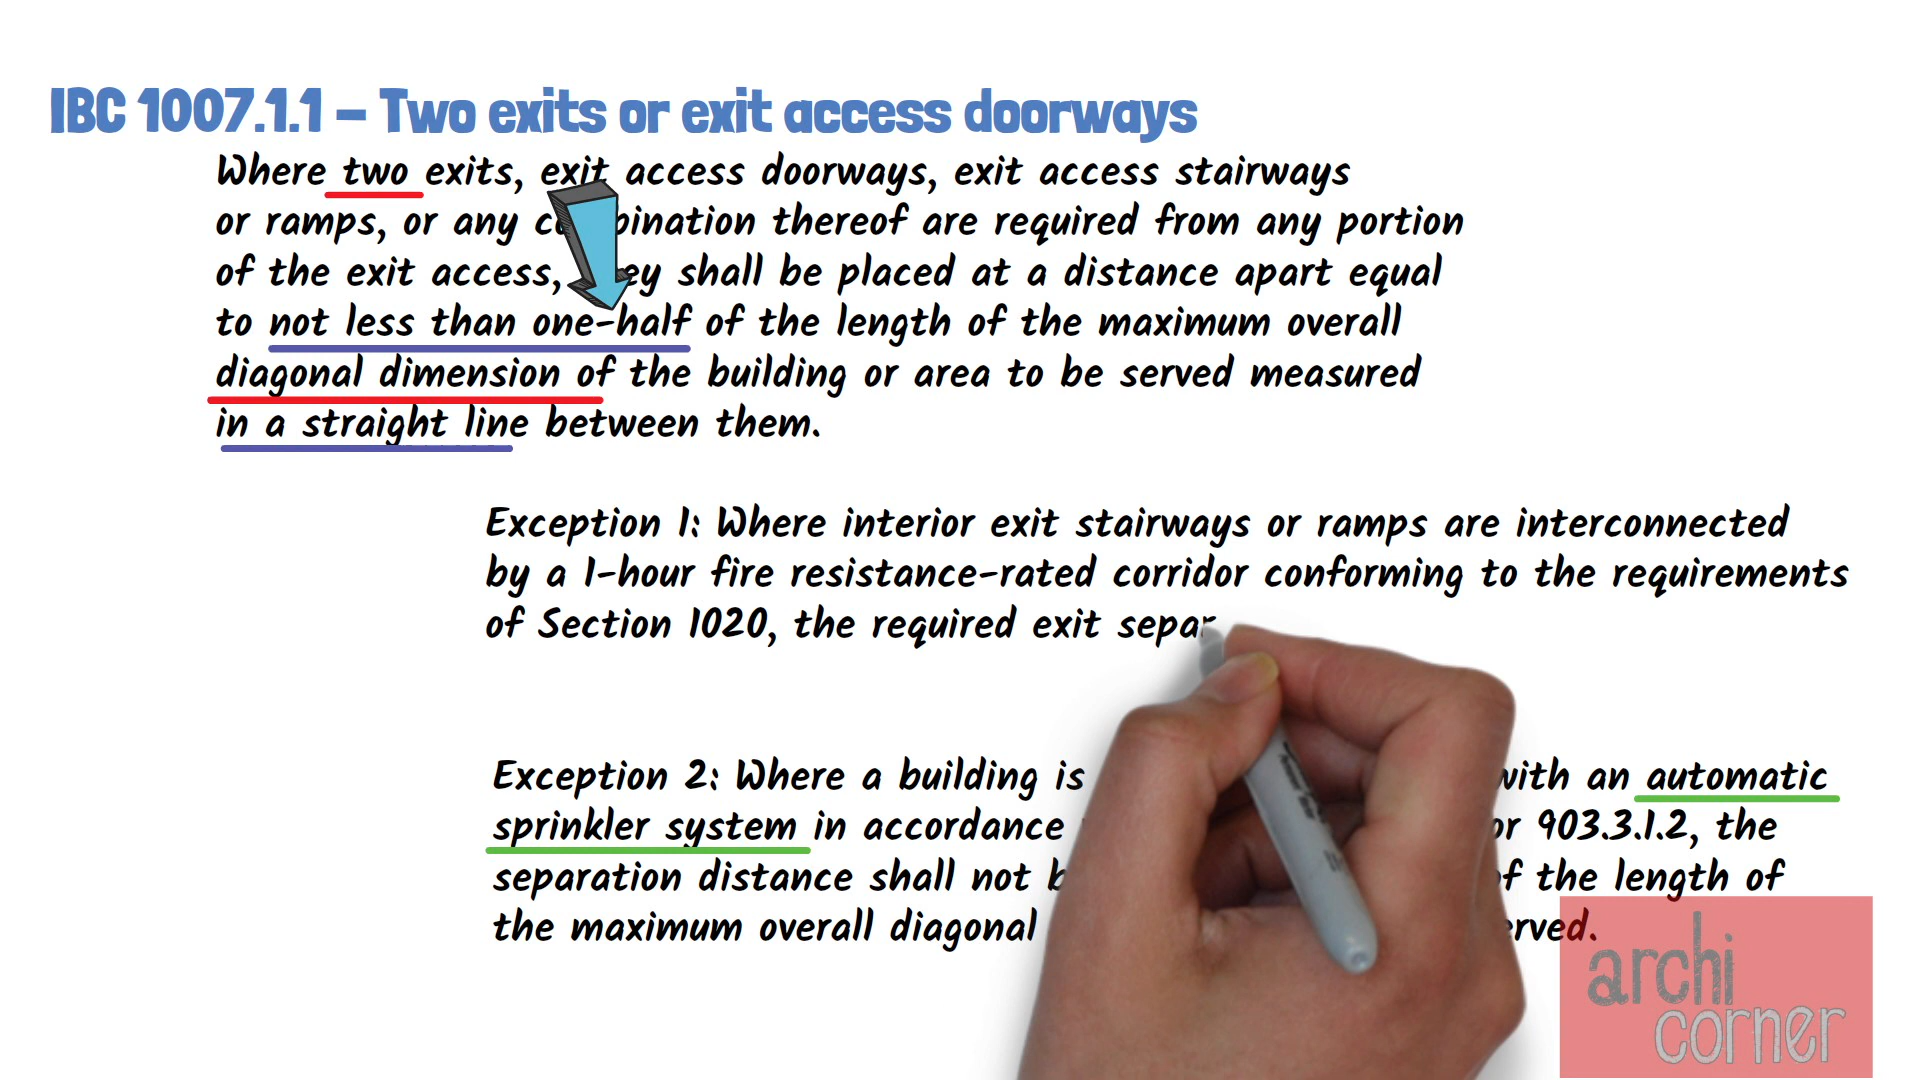 IBC 1007.1.1 – Two exits or exit access doorways
Where two exits, exit access doorways, exit access stairways
or ramps, or any bination thereof are required from any portion
of the exit access, ey shall be placed at a distance apart equal
to not less than one-half of the length of the maximum overall
diagonal dimension of the building or area to be served measured
in a straight line between them.
Exception 1: Where interior exit stairways or ramps are interconnected
by a 1-hour fire resistance-rated corridor conforming to the requirements
of Section 1020, the required exit separ
Exception 2: Where a building is with an automatic
sprinkler system in accordance or 903.3.1.2, the
separation distance shall not of the length of
the maximum overall diagonal erved.
archi
corner